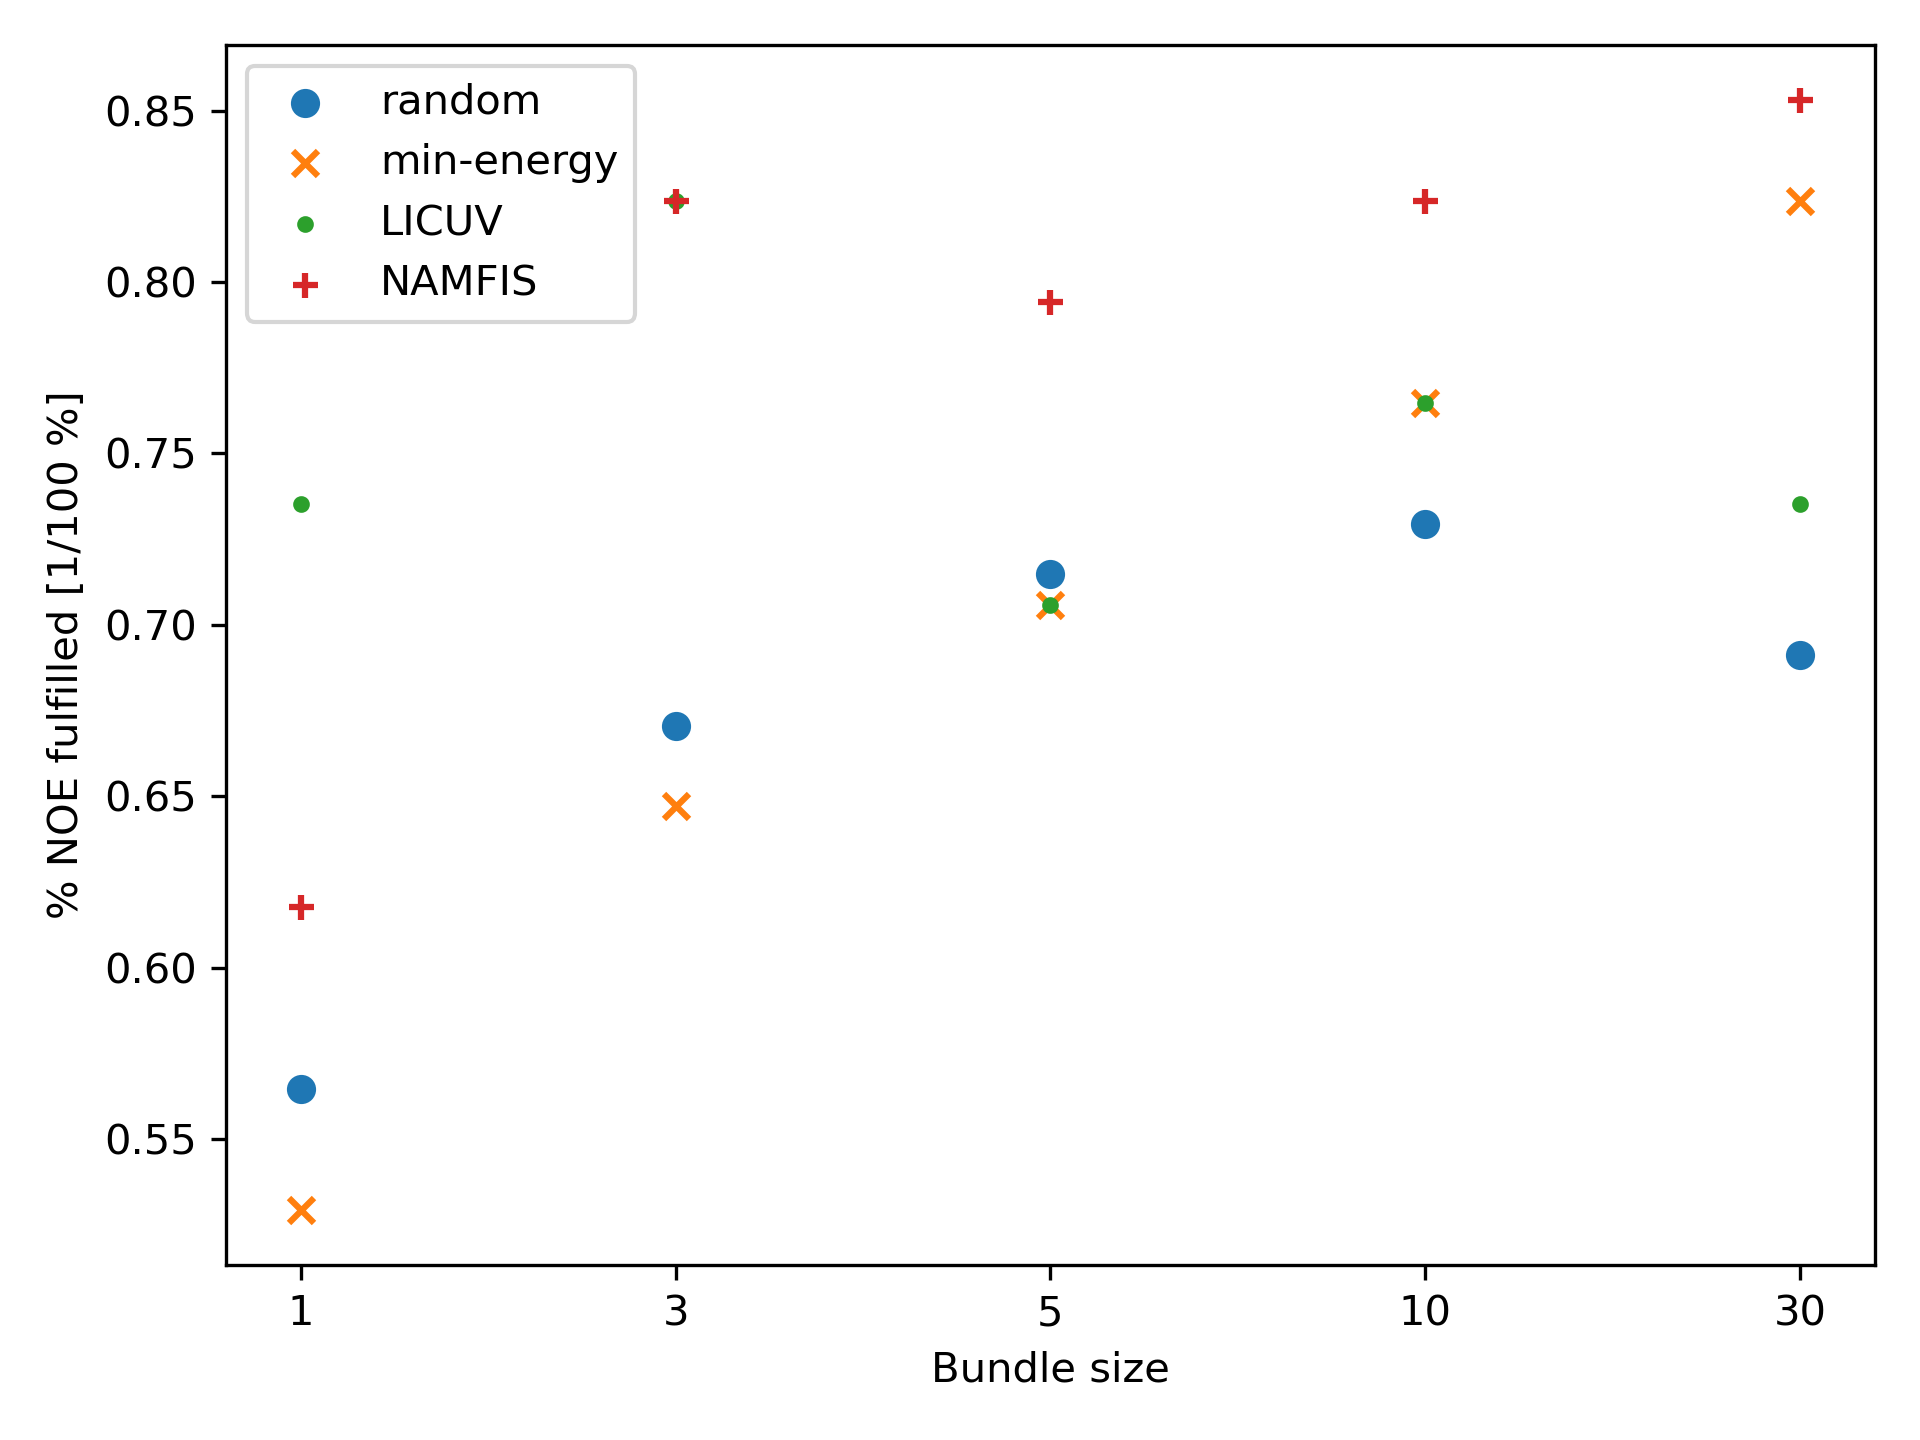 random
min-energy
LICUV
NAMFIS
0.85
0.80
0.75
0.70
0.65
0.60
0.55
% NOE fulfilled [1/100 %]
1 3 5 10 30
Bundle size